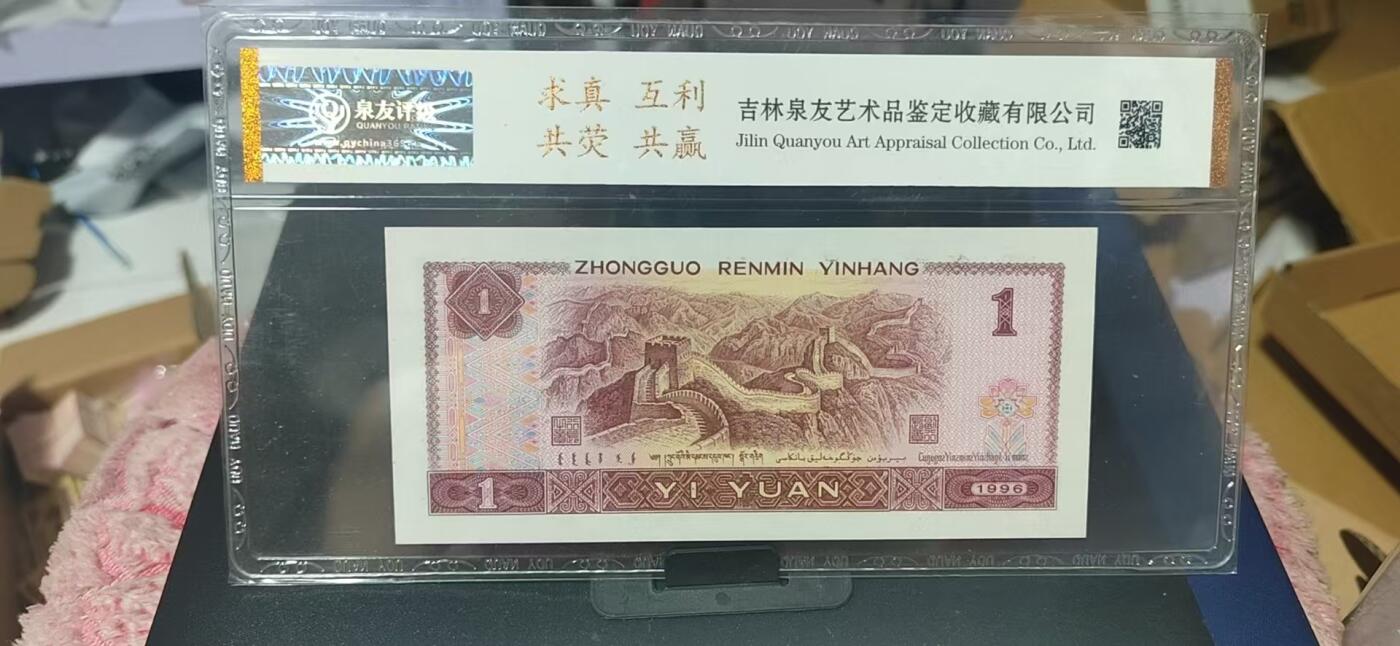 泉友评级
QUANYOU RATING
求真 互利
共荧 共赢
吉林泉友艺术品鉴定收藏有限公司
Jilin Quanyou Art Appraisal Collection Co., Ltd.
ZHONGGUO RENMIN YINHANG
1
1
1
YI YUAN
1996